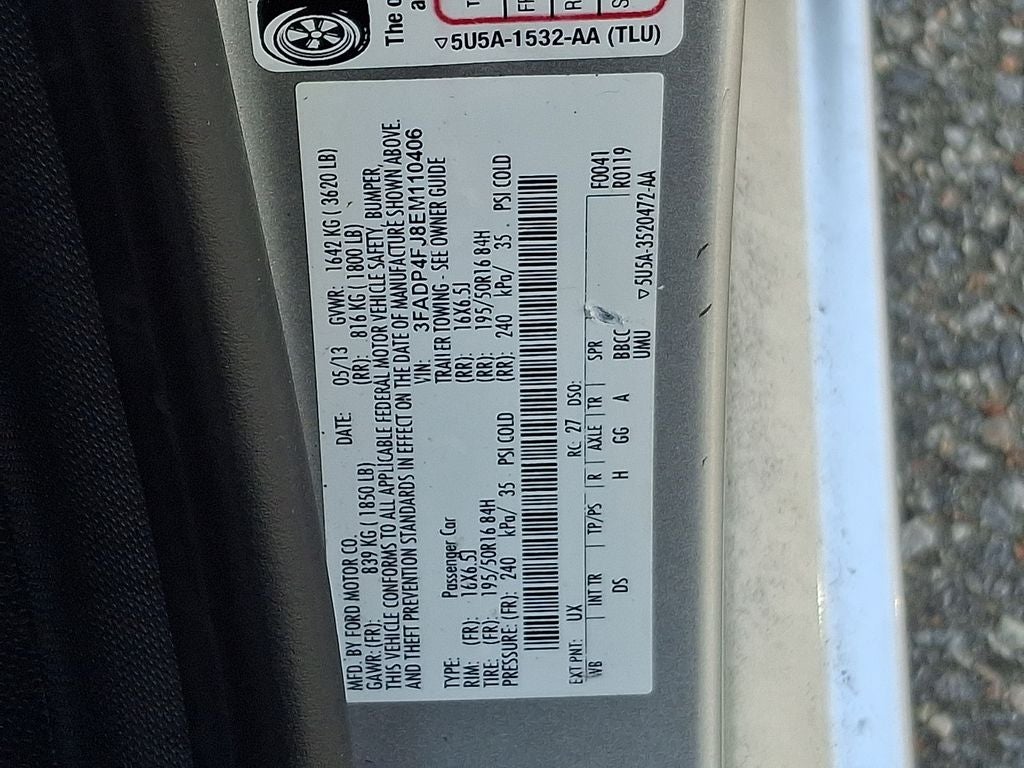 The
a
▽5U5A-1532-AA (TLU)
MFD. BY FORD MOTOR CO. DATE: 05/13 GVWR: 1642 KG ( 3620 LB)
GAWR: (FR): 839 KG ( 1850 LB) (RR): 816 KG ( 1800 LB)
THIS VEHICLE CONFORMS TO ALL APPLICABLE FEDERAL MOTOR VEHICLE SAFETY, BUMPER,
AND THEFT PREVENTION STANDARDS IN EFFECT ON THE DATE OF MANUFACTURE SHOWN ABOVE.
VIN: 3FADP4FJ8EM110406
TYPE: Passenger Car TRAILER TOWING- SEE OWNER GUIDE
RIM: (FR): 16X6.5J (RR): 16X6.5J
TIRE: (FR): 195/50R16 84H (RR): 195/50R16 84H
PRESSURE: (FR): 240 kPa/ 35 PSI COLD (RR): 240 kPa/ 35 PSI COLD
EXT PNT: UX RC: 27 DSO: F0041
WB | INT TR | TP/PS | R | AXLE | TR | SPR R0119
DS H GG A BBCC
UMU
▽5U5A-3520472-AA